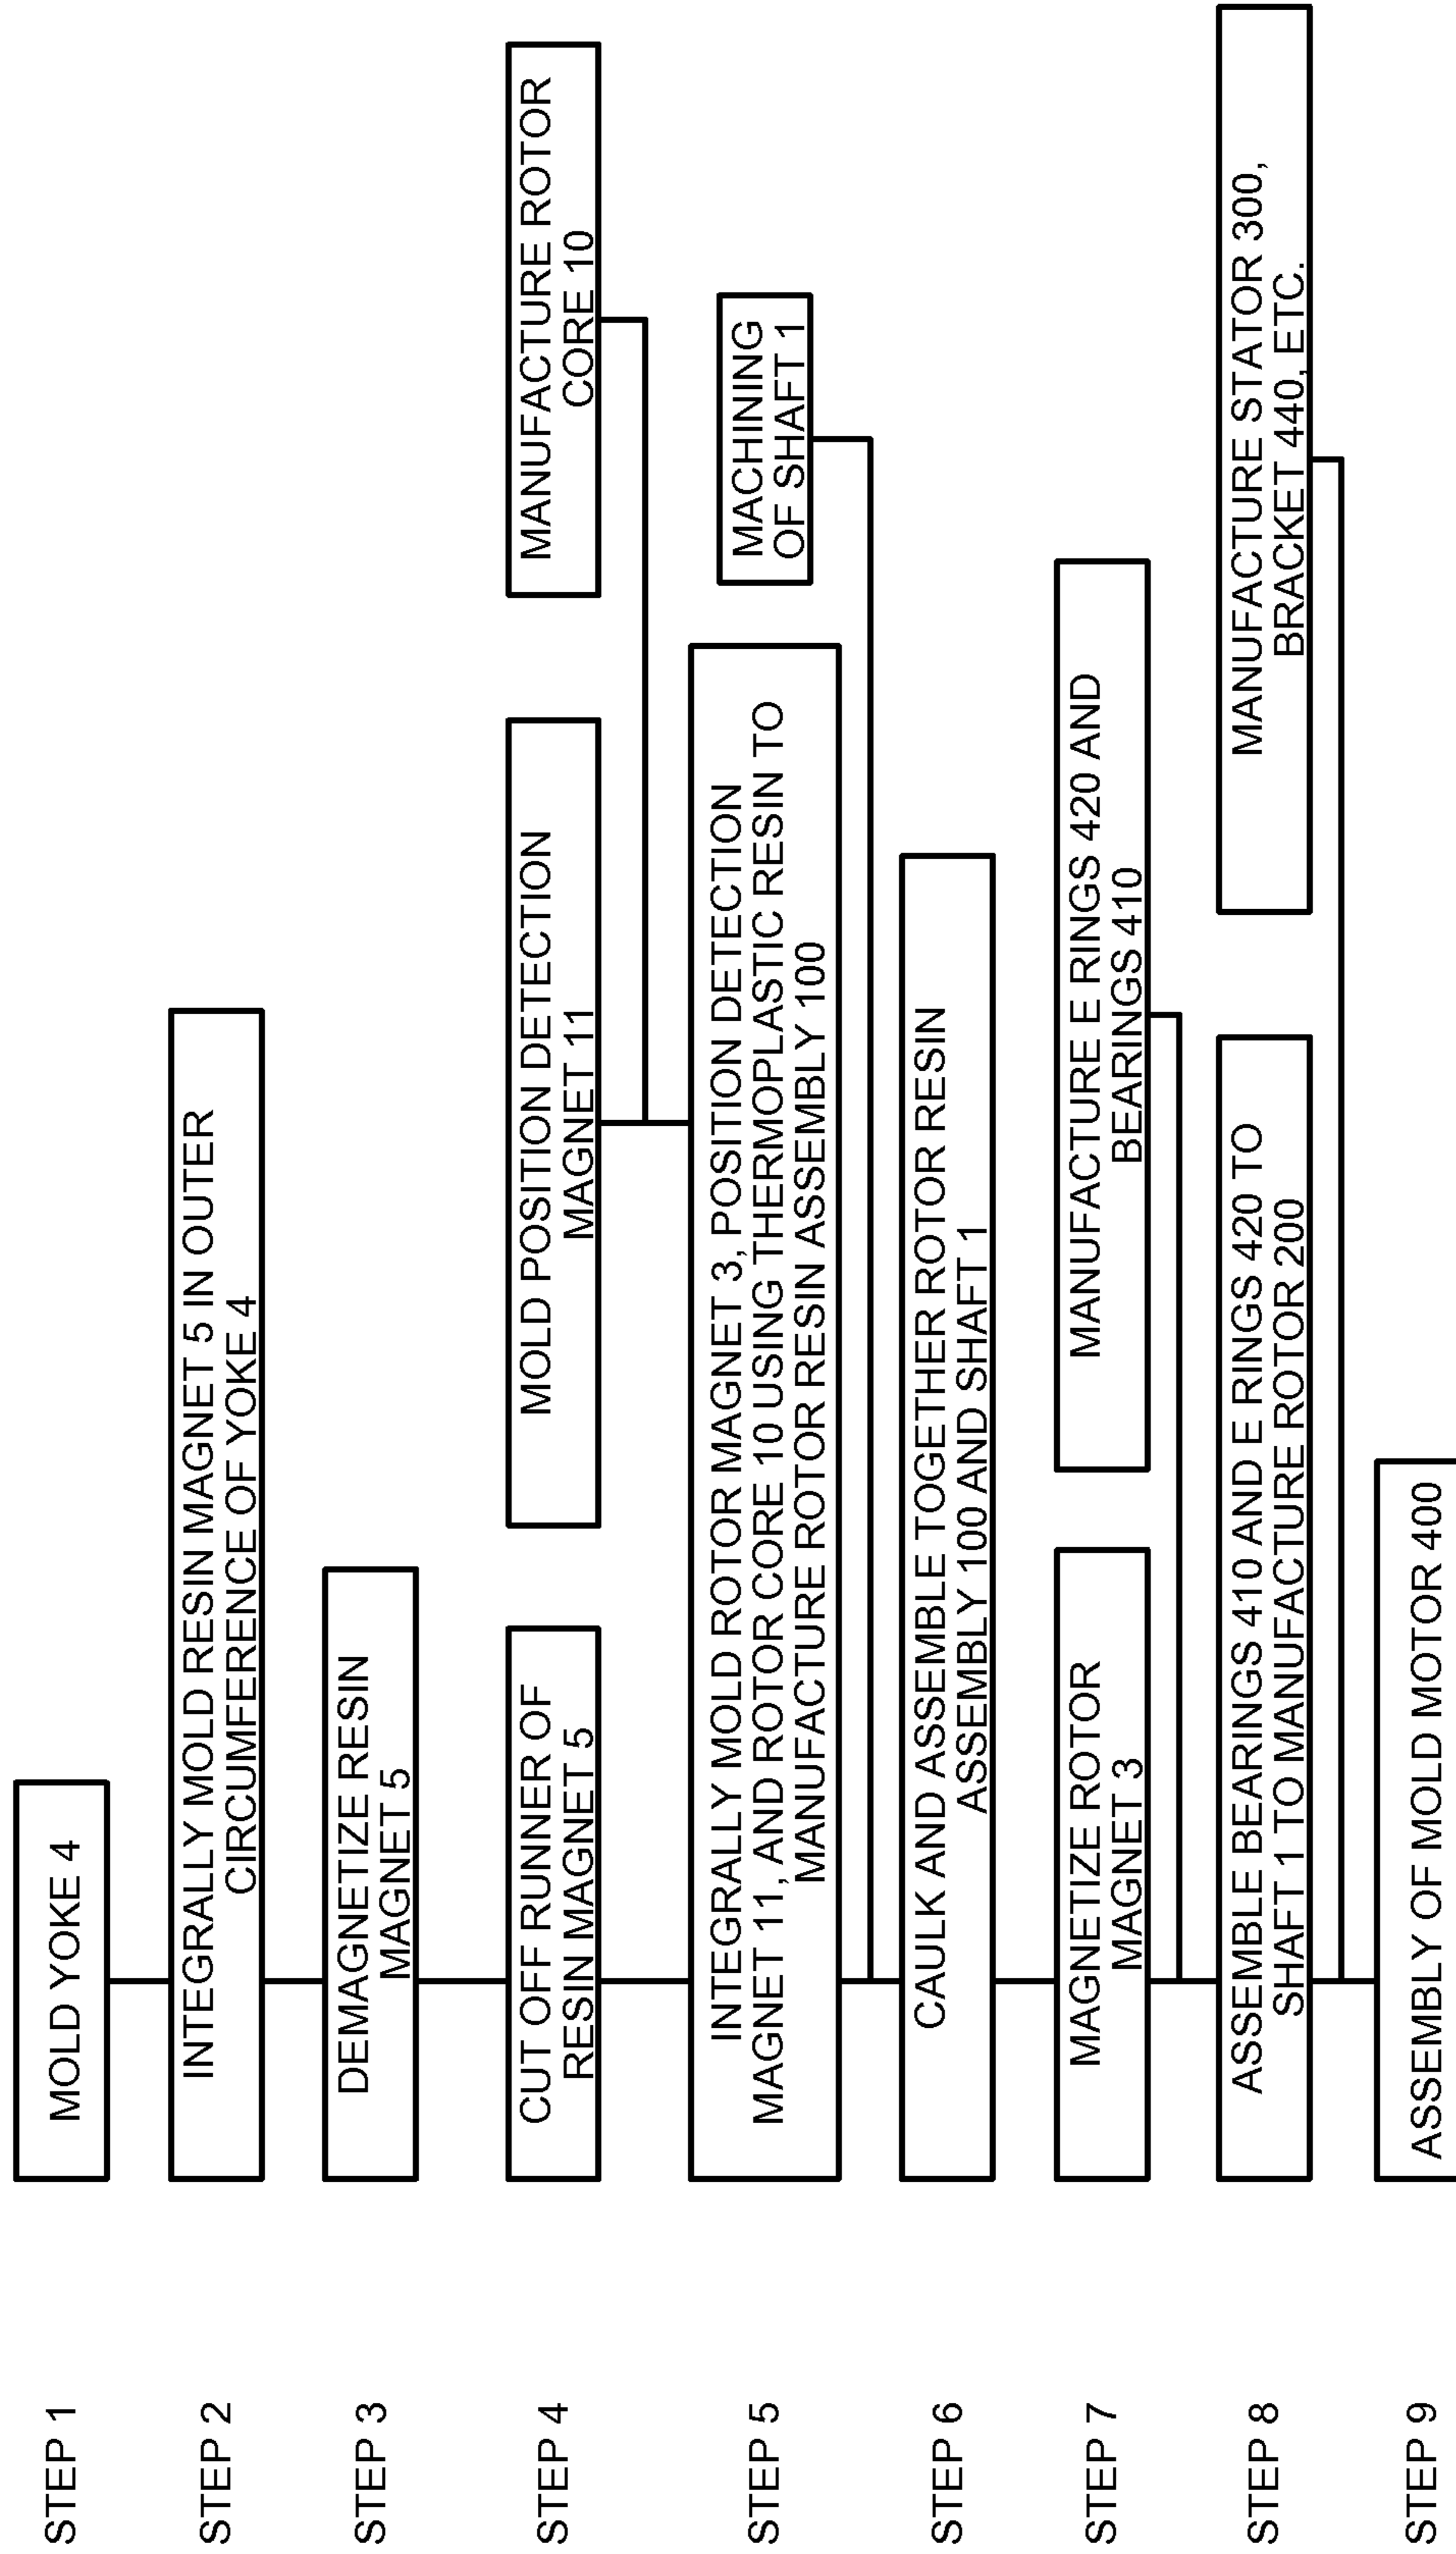 STEP 1
MOLD YOKE 4
STEP 2
INTEGRALLY MOLD RESIN MAGNET 5 IN OUTER
CIRCUMFERENCE OF YOKE 4
STEP 3
DEMAGNETIZE RESIN
MAGNET 5
STEP 4
CUT OFF RUNNER OF
RESIN MAGNET 5
MOLD POSITION DETECTION
MAGNET 11
MANUFACTURE ROTOR
CORE 10
STEP 5
INTEGRALLY MOLD ROTOR MAGNET 3, POSITION DETECTION
MAGNET 11, AND ROTOR CORE 10 USING THERMOPLASTIC RESIN TO
MANUFACTURE ROTOR RESIN ASSEMBLY 100
MACHINING
OF SHAFT 1
STEP 6
CAULK AND ASSEMBLE TOGETHER ROTOR RESIN
ASSEMBLY 100 AND SHAFT 1
STEP 7
MAGNETIZE ROTOR
MAGNET 3
MANUFACTURE E RINGS 420 AND
BEARINGS 410
STEP 8
ASSEMBLE BEARINGS 410 AND E RINGS 420 TO
SHAFT 1 TO MANUFACTURE ROTOR 200
MANUFACTURE STATOR 300,
BRACKET 440, ETC.
STEP 9
ASSEMBLY OF MOLD MOTOR 400